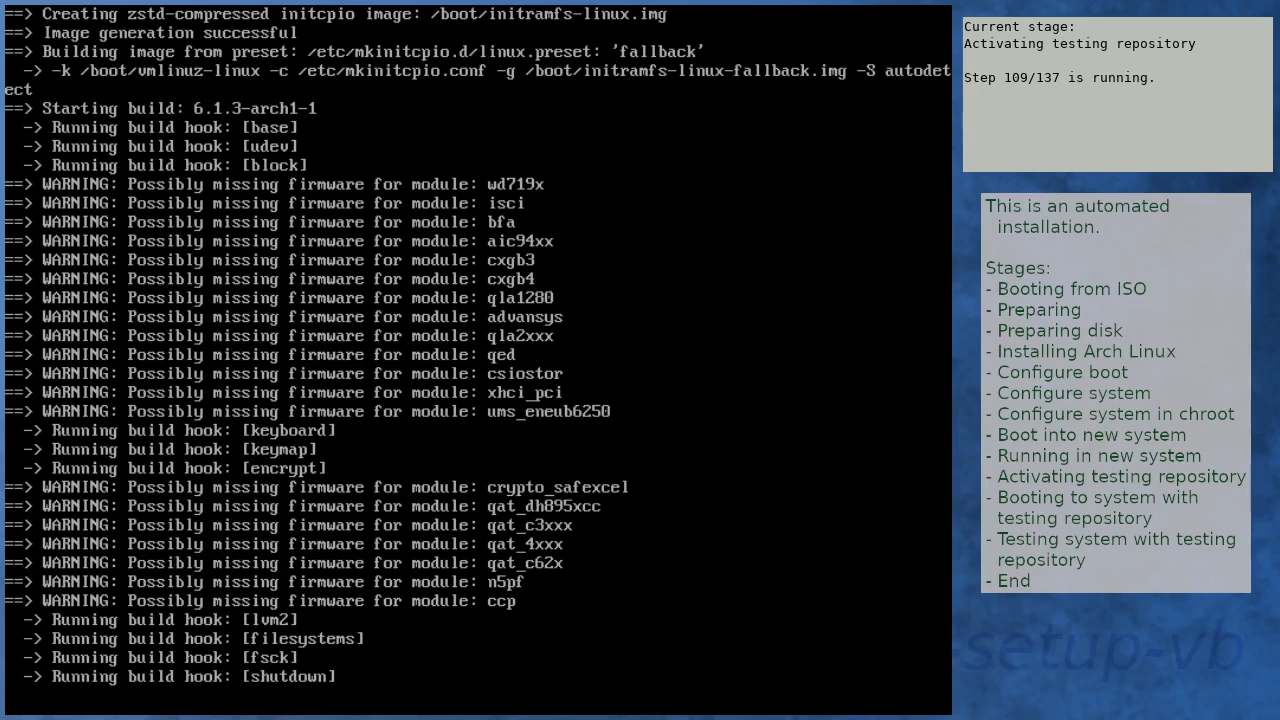 ==> Creating zstd-compressed initcpio image: /boot/initramfs-linux.img
==> Image generation successful
==> Building image from preset: /etc/mkinitcpio.d/linux.preset: 'fallback'
  -> -k /boot/vmlinuz-linux -c /etc/mkinitcpio.conf -g /boot/initramfs-linux-fallback.img -S autodet
ect
==> Starting build: 6.1.3-arch1-1
  -> Running build hook: [base]
  -> Running build hook: [udev]
  -> Running build hook: [block]
==> WARNING: Possibly missing firmware for module: wd719x
==> WARNING: Possibly missing firmware for module: isci
==> WARNING: Possibly missing firmware for module: bfa
==> WARNING: Possibly missing firmware for module: aic94xx
==> WARNING: Possibly missing firmware for module: cxgb3
==> WARNING: Possibly missing firmware for module: cxgb4
==> WARNING: Possibly missing firmware for module: qla1280
==> WARNING: Possibly missing firmware for module: advansys
==> WARNING: Possibly missing firmware for module: qla2xxx
==> WARNING: Possibly missing firmware for module: qed
==> WARNING: Possibly missing firmware for module: csiostor
==> WARNING: Possibly missing firmware for module: xhci_pci
==> WARNING: Possibly missing firmware for module: ums_eneub6250
  -> Running build hook: [keyboard]
  -> Running build hook: [keymap]
  -> Running build hook: [encrypt]
==> WARNING: Possibly missing firmware for module: crypto_safexcel
==> WARNING: Possibly missing firmware for module: qat_dh895xcc
==> WARNING: Possibly missing firmware for module: qat_c3xxx
==> WARNING: Possibly missing firmware for module: qat_4xxx
==> WARNING: Possibly missing firmware for module: qat_c62x
==> WARNING: Possibly missing firmware for module: n5pf
==> WARNING: Possibly missing firmware for module: ccp
  -> Running build hook: [lvm2]
  -> Running build hook: [filesystems]
  -> Running build hook: [fsck]
  -> Running build hook: [shutdown]
Current stage:
Activating testing repository
Step 109/137 is running.
This is an automated
installation.
Stages:
- Booting from ISO
- Preparing
- Preparing disk
- Installing Arch Linux
- Configure boot
- Configure system
- Configure system in chroot
- Boot into new system
- Running in new system
- Activating testing repository
- Booting to system with
testing repository
- Testing system with testing
repository
- End
setup-vb